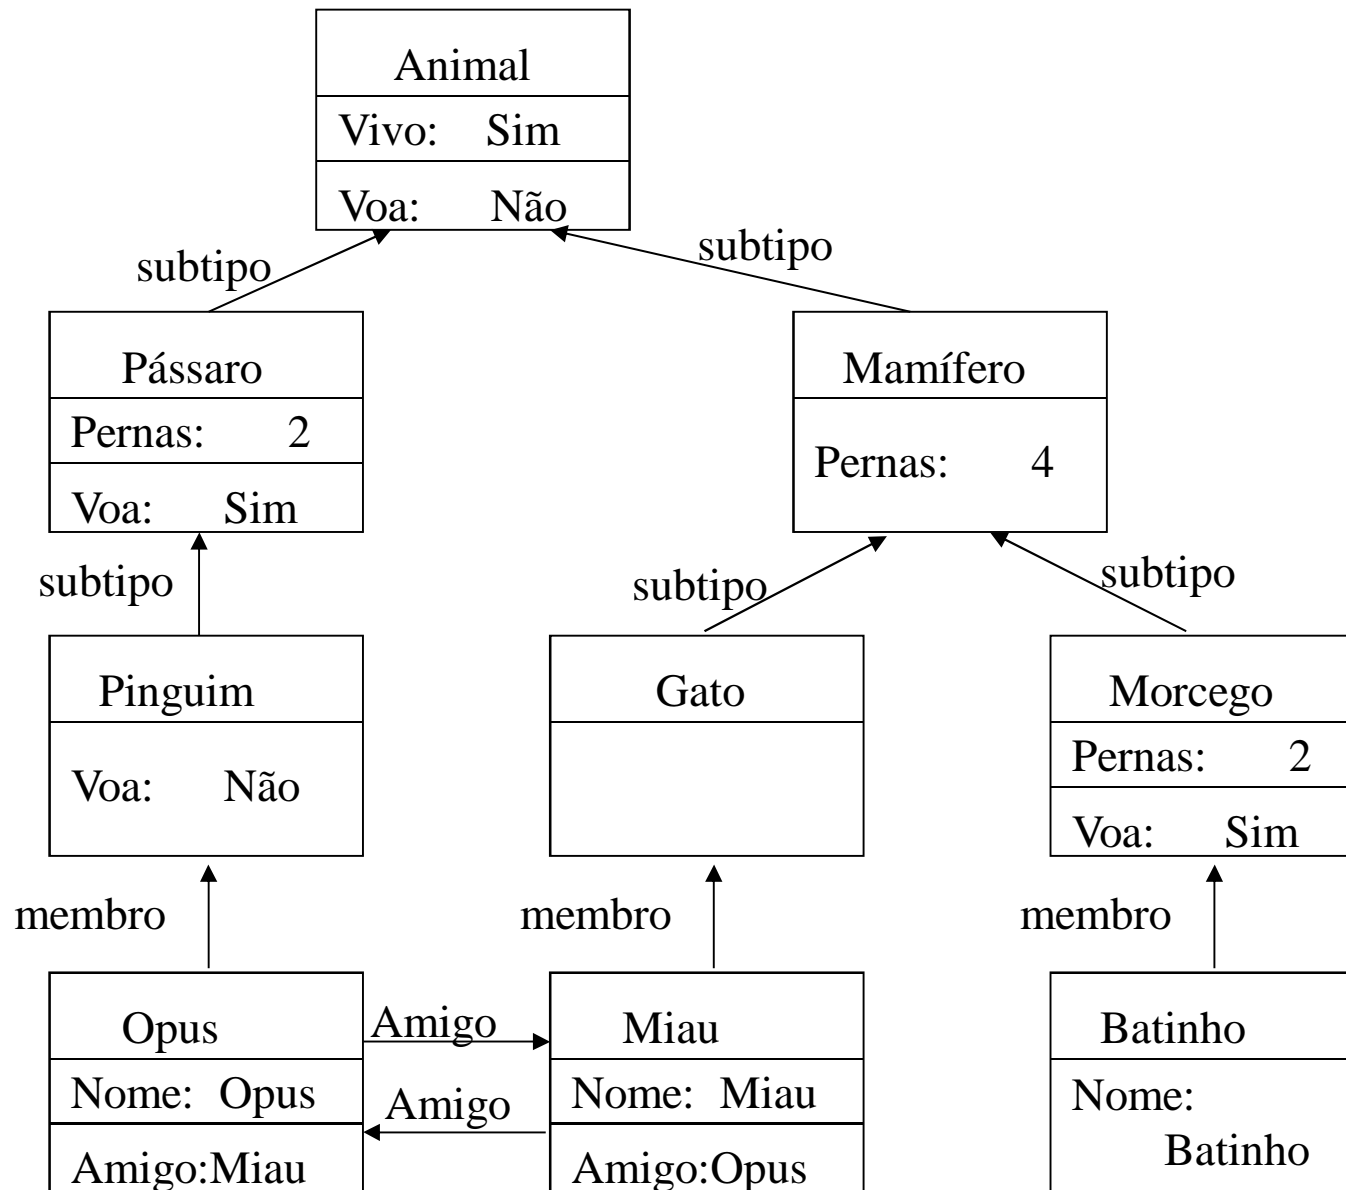 Animal
Vivo: Sim
Voa: Não
subtipo
subtipo
Pássaro
Pernas: 2
Voa: Sim
Mamífero
Pernas: 4
subtipo
subtipo
subtipo
Pinguim
Voa: Não
Gato
Morcego
Pernas: 2
Voa: Sim
membro
membro
membro
Opus
Nome: Opus
Amigo:Miau
Amigo
Amigo
Miau
Nome: Miau
Amigo:Opus
Batinho
Nome:
Batinho